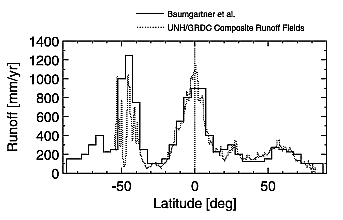 Baumgartner et al.
UNH/GRDC Composite Runoff Fields
1400
1200
1000
800
600
400
200
0
Runoff [mm/yr]
-50 0 50
Latitude [deg]